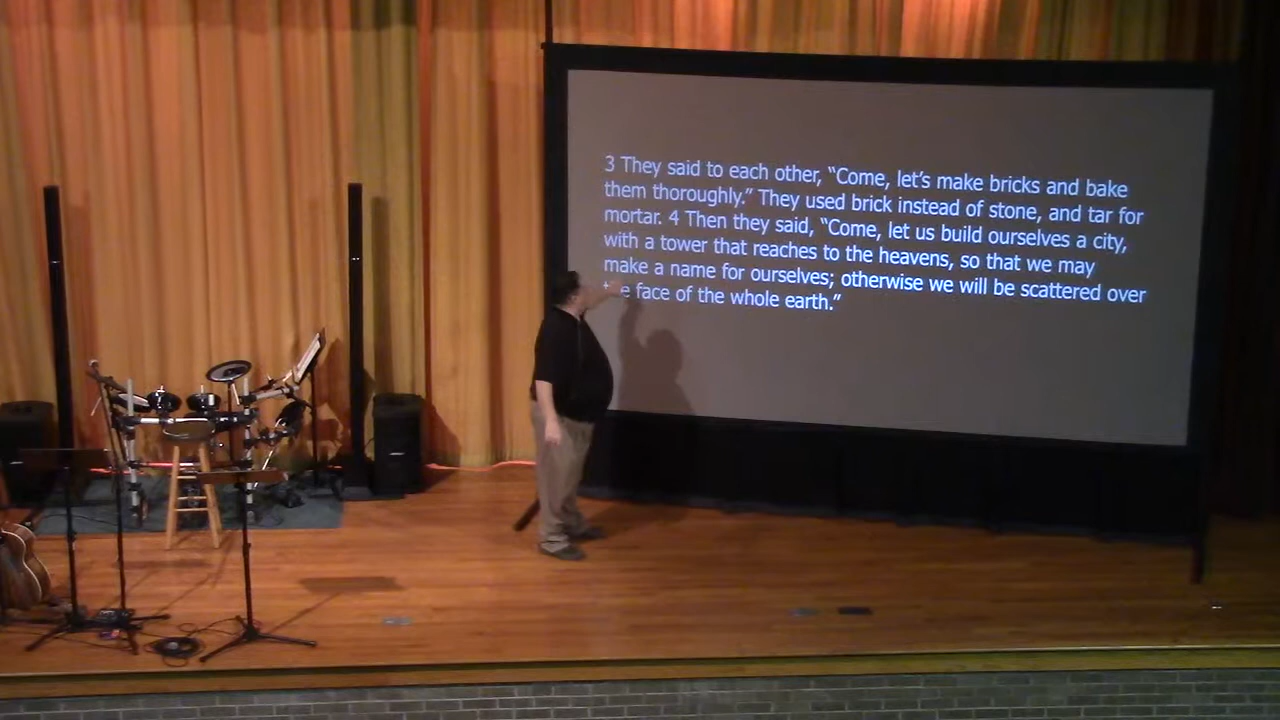 3 They said to each other, “Come, let’s make bricks and bake
them thoroughly.” They used brick instead of stone, and tar for
mortar. 4 Then they said, “Come, let us build ourselves a city,
with a tower that reaches to the heavens, so that we may
make a name for ourselves; otherwise we will be scattered over
the face of the whole earth.”